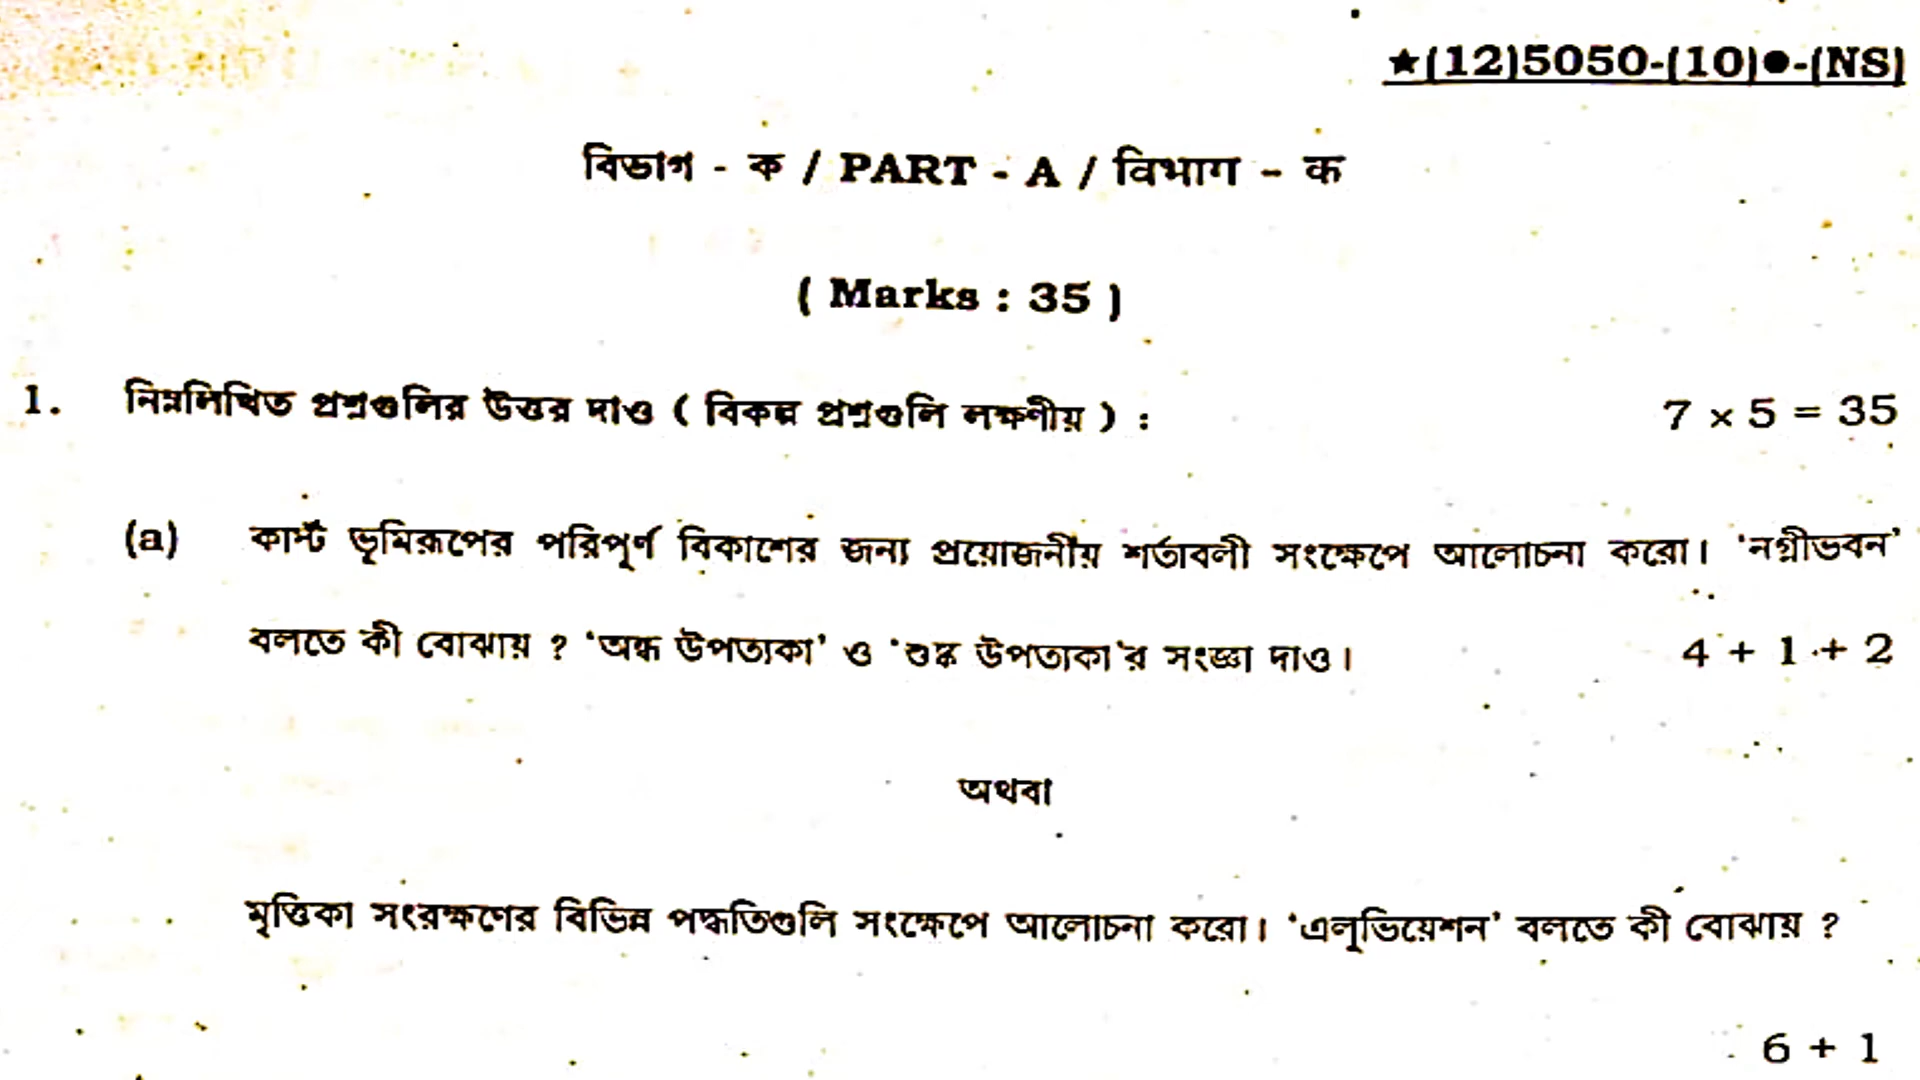 ★(12)5050-(10)●-(NS)
বিভাগ - ক / PART - A / विभाग - क
( Marks : 35 )
1. নিম্নলিখিত প্রশ্নগুলির উত্তর দাও ( বিকল্প প্রশ্নগুলি লক্ষণীয় ) : 7 × 5 = 35
(a) কার্স্ট ভূমিরূপের পরিপূর্ণ বিকাশের জন্য প্রয়োজনীয় শর্তাবলী সংক্ষেপে আলোচনা করো। ‘নগ্নীভবন’
বলতে কী বোঝায় ? ‘অন্ধ উপত্যকা’ ও ‘শুষ্ক উপত্যকা’র সংজ্ঞা দাও। 4 + 1 + 2
অথবা
মৃত্তিকা সংরক্ষণের বিভিন্ন পদ্ধতিগুলি সংক্ষেপে আলোচনা করো। ‘এলুভিয়েশন’ বলতে কী বোঝায় ?
6 + 1